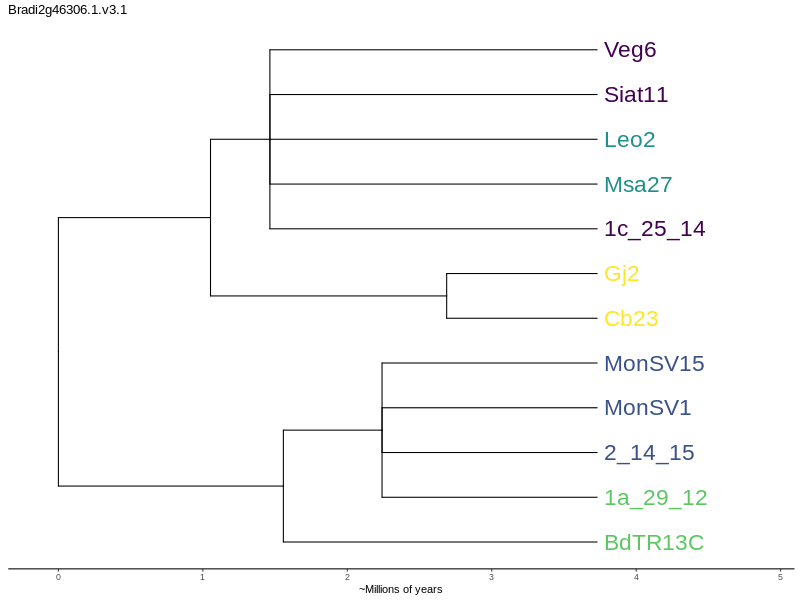 Bradi2g46306.1.v3.1
Veg6
Siat11
Leo2
Msa27
1c_25_14
Gj2
Cb23
MonSV15
MonSV1
2_14_15
1a_29_12
BdTR13C
0 1 2 3 4 5
~Millions of years